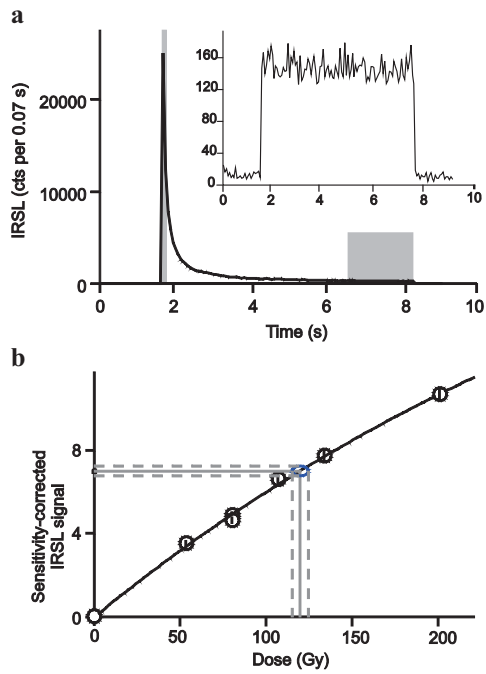 a
IRSL (cts per 0.07 s)
20000
10000
0
0 2 4 6 8 10
Time (s)
160
120
80
40
0
0 2 4 6 8 10
b
Sensitivity-corrected
IRSL signal
8
4
0
0 50 100 150 200
Dose (Gy)